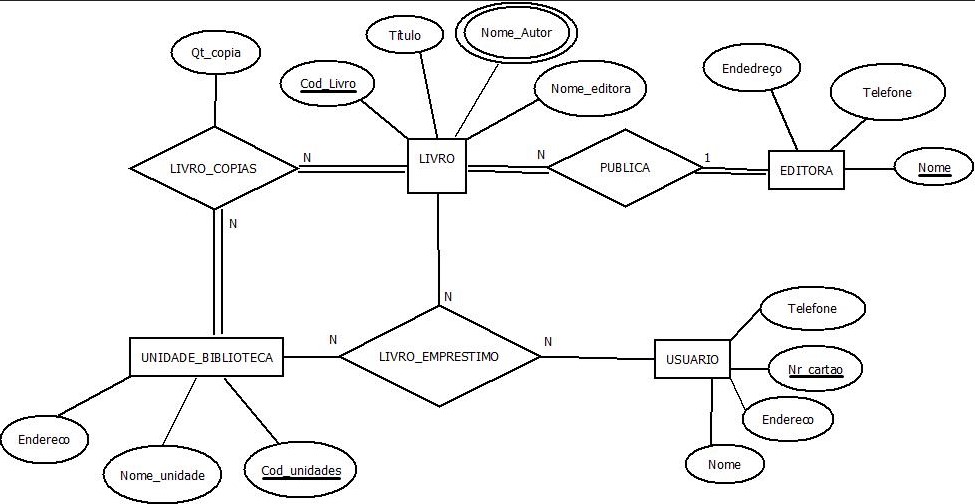 Qt_copia
Título
Nome_Autor
Cod_Livro
Nome_editora
Endedreço
Telefone
LIVRO_COPIAS
N
LIVRO
N
PUBLICA
1
EDITORA
Nome
N
N
Telefone
UNIDADE_BIBLIOTECA
N
LIVRO_EMPRESTIMO
N
USUARIO
Nr_cartao
Endereco
Endereco
Nome_unidade
Cod_unidades
Nome